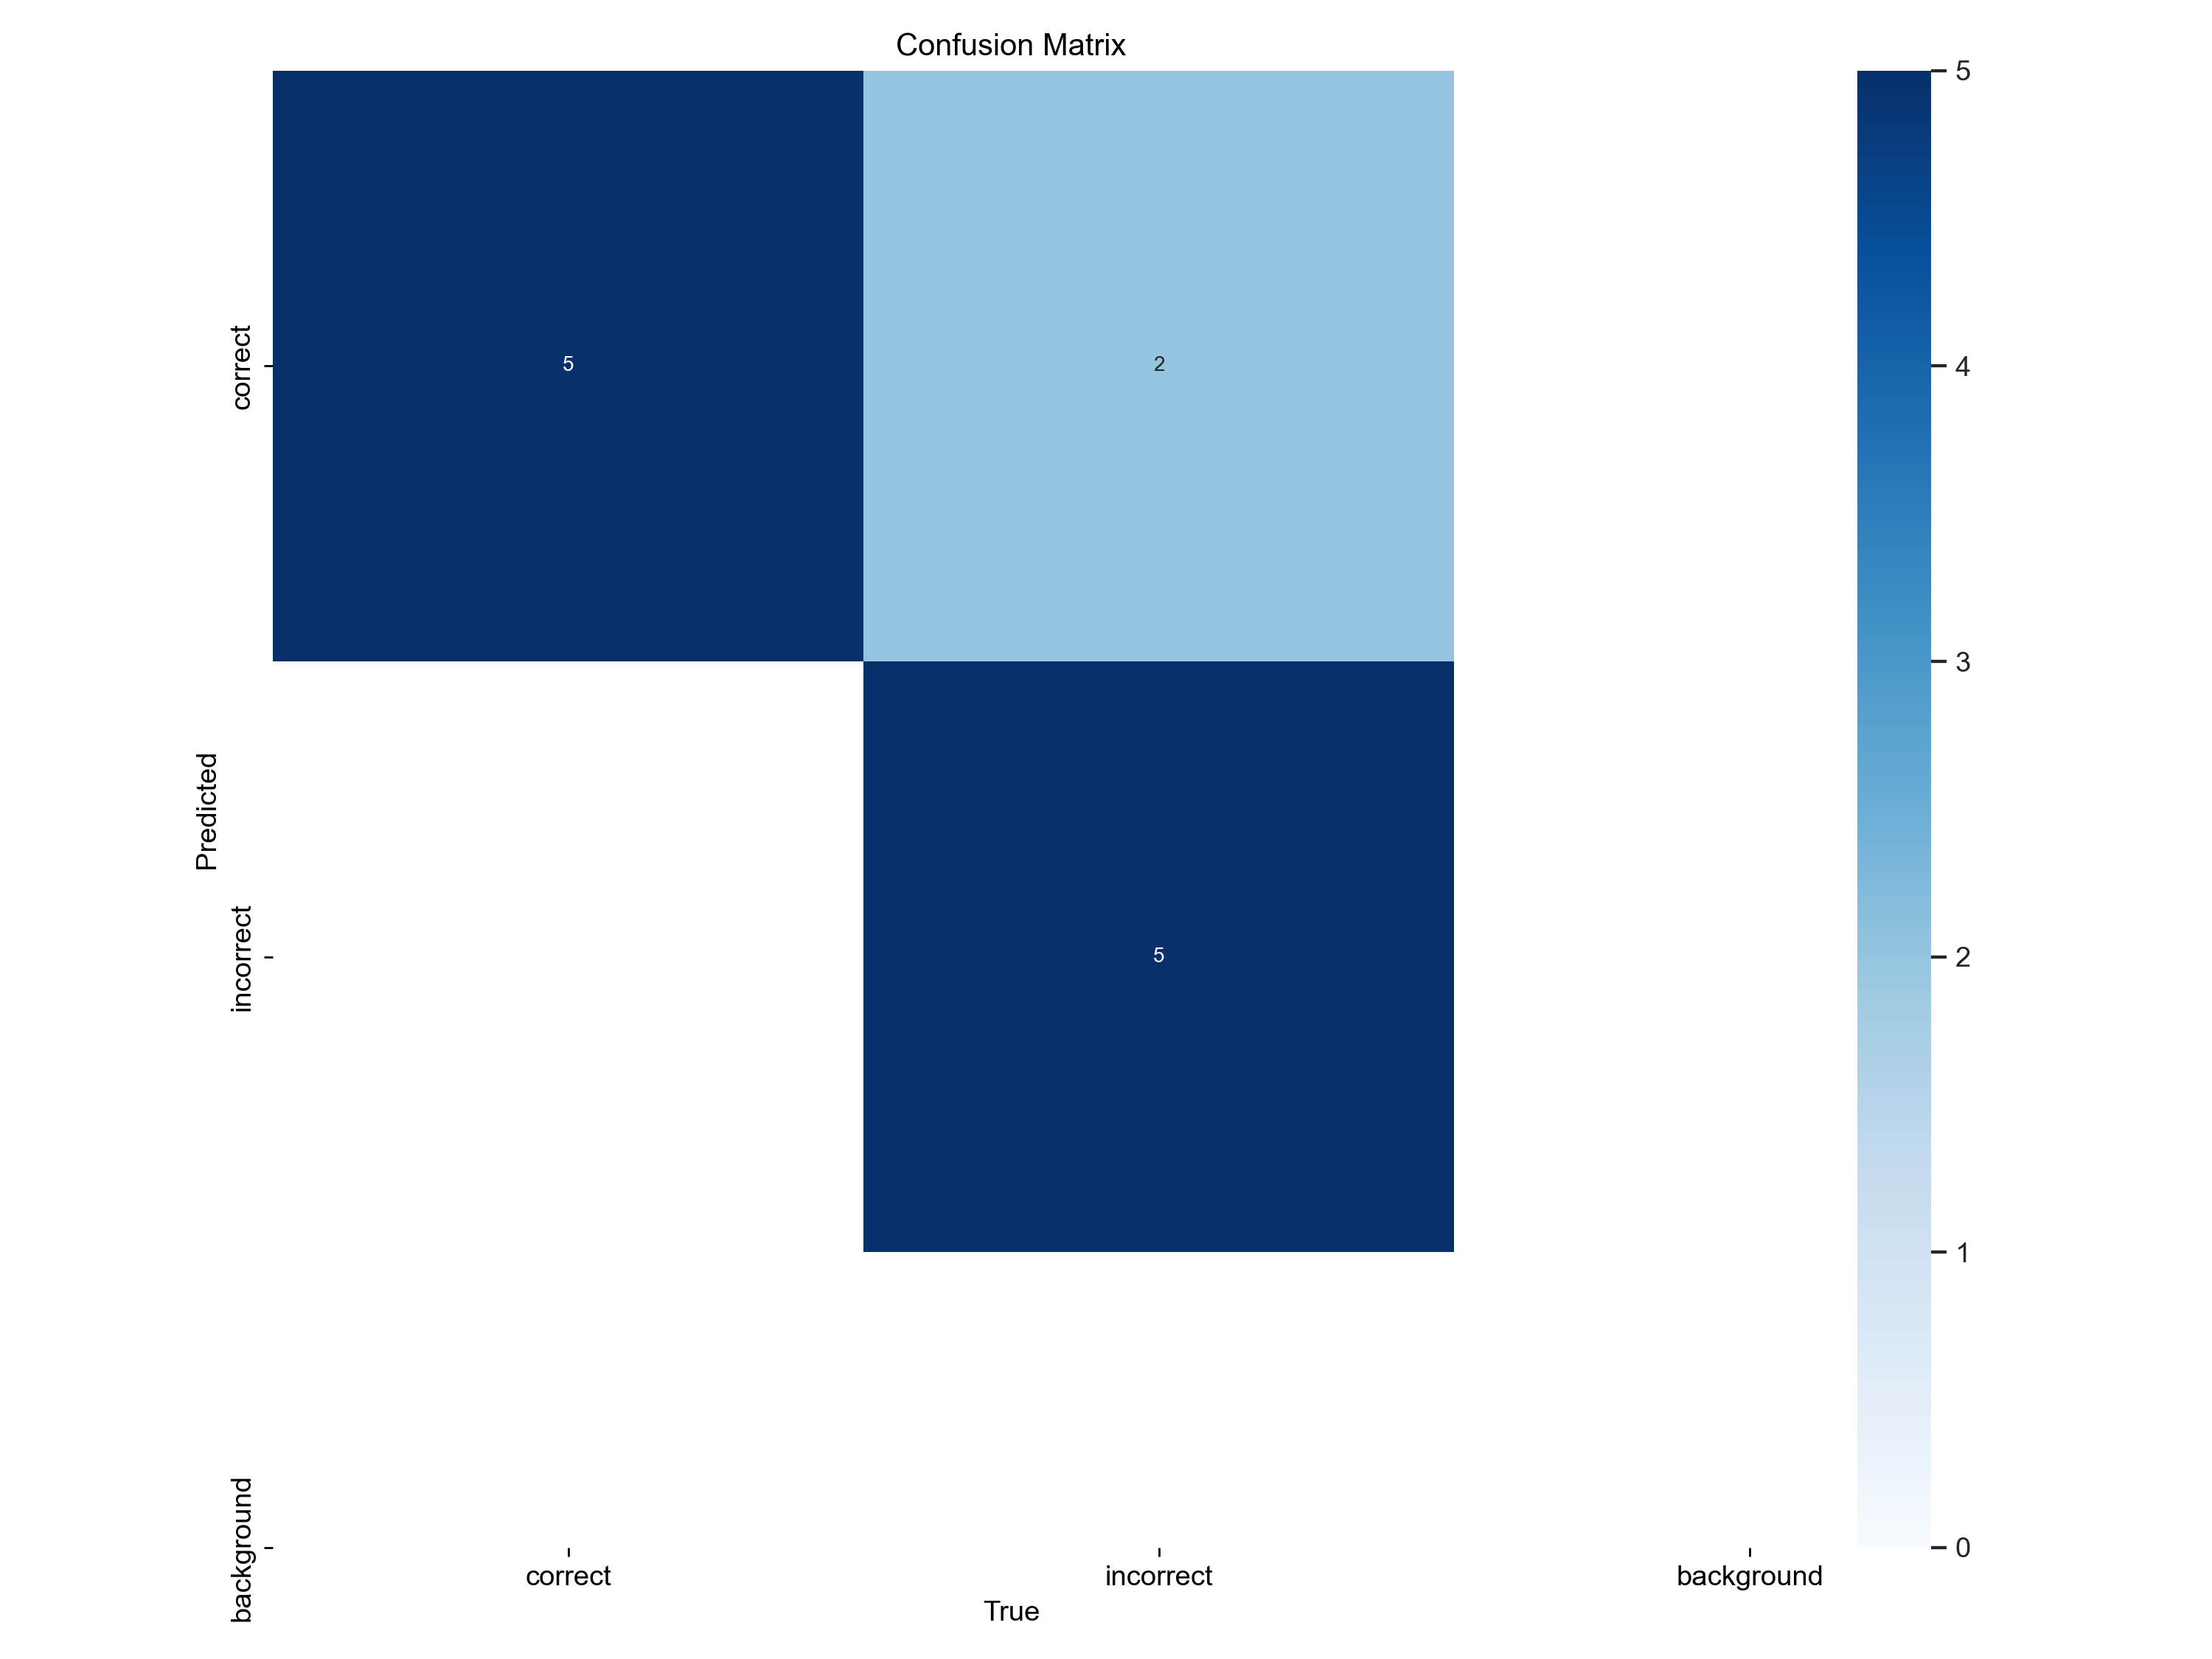 Confusion Matrix
5
4
3
2
1
0
correct
incorrect
background
Predicted
5
2
5
correct
incorrect
background
True